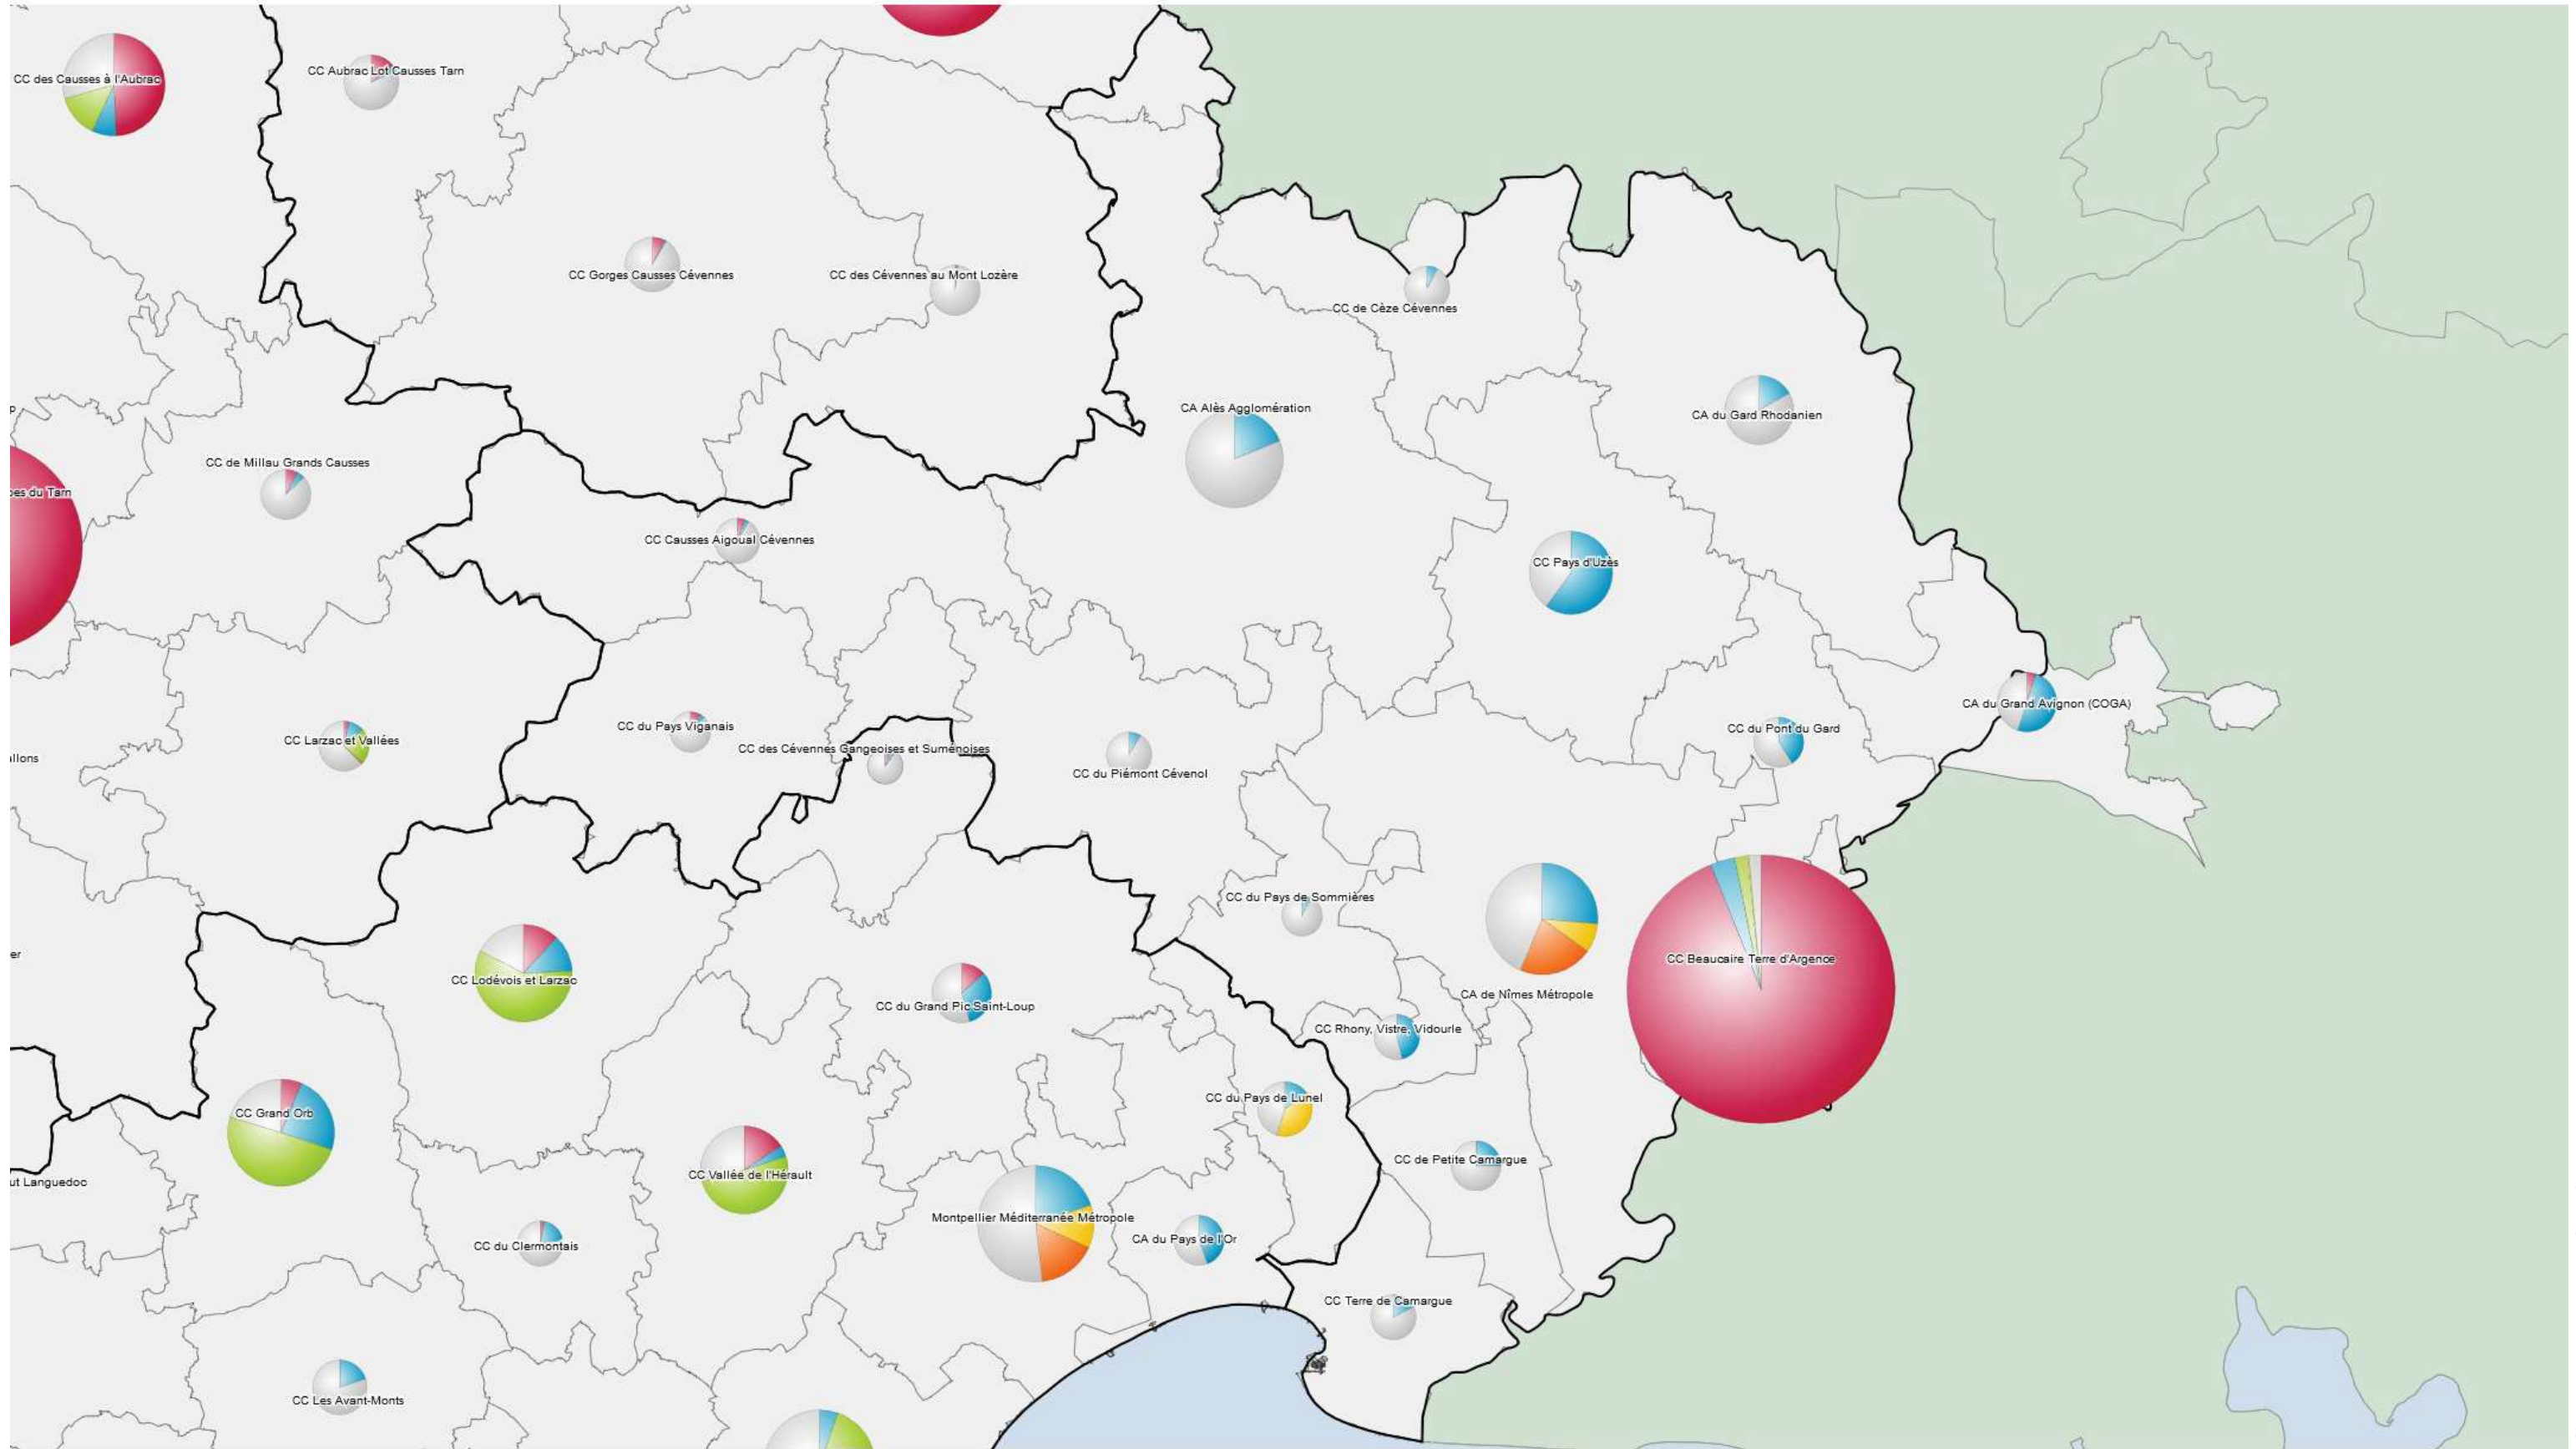 CC Aubrac Lot Causses Tarn
CC des Causses à l'Aubrac
CC Gorges Causses Cévennes
CC des Cévennes au Mont Lozère
CC de Cèze Cévennes
CA Alès Agglomération
p
CA du Gard Rhodanien
CC de Millau Grands Causses
es du Tarn
CC Causses Aigoual Cévennes
CC Pays d'Uzès
CA du Grand Avignon (COGA)
CC du Pays Viganais
CC du Pont du Gard
CC Larzac et Vallées
CC des Cévennes Gangeoises et Suménoises
llons
CC du Piémont Cévenol
CC du Pays de Sommières
er
CC Beaucaire Terre d'Argence
CC Lodévois et Larzac
CA de Nîmes Métropole
CC du Grand Pic Saint-Loup
CC Rhony, Vistre, Vidourle
CC du Pays de Lunel
CC Grand Orb
CC de Petite Camargue
CC Vallée de l'Hérault
ut Languedoc
Montpellier Méditerranée Métropole
CA du Pays de l'Or
CC du Clermontais
CC Terre de Camargue
CC Les Avant-Monts